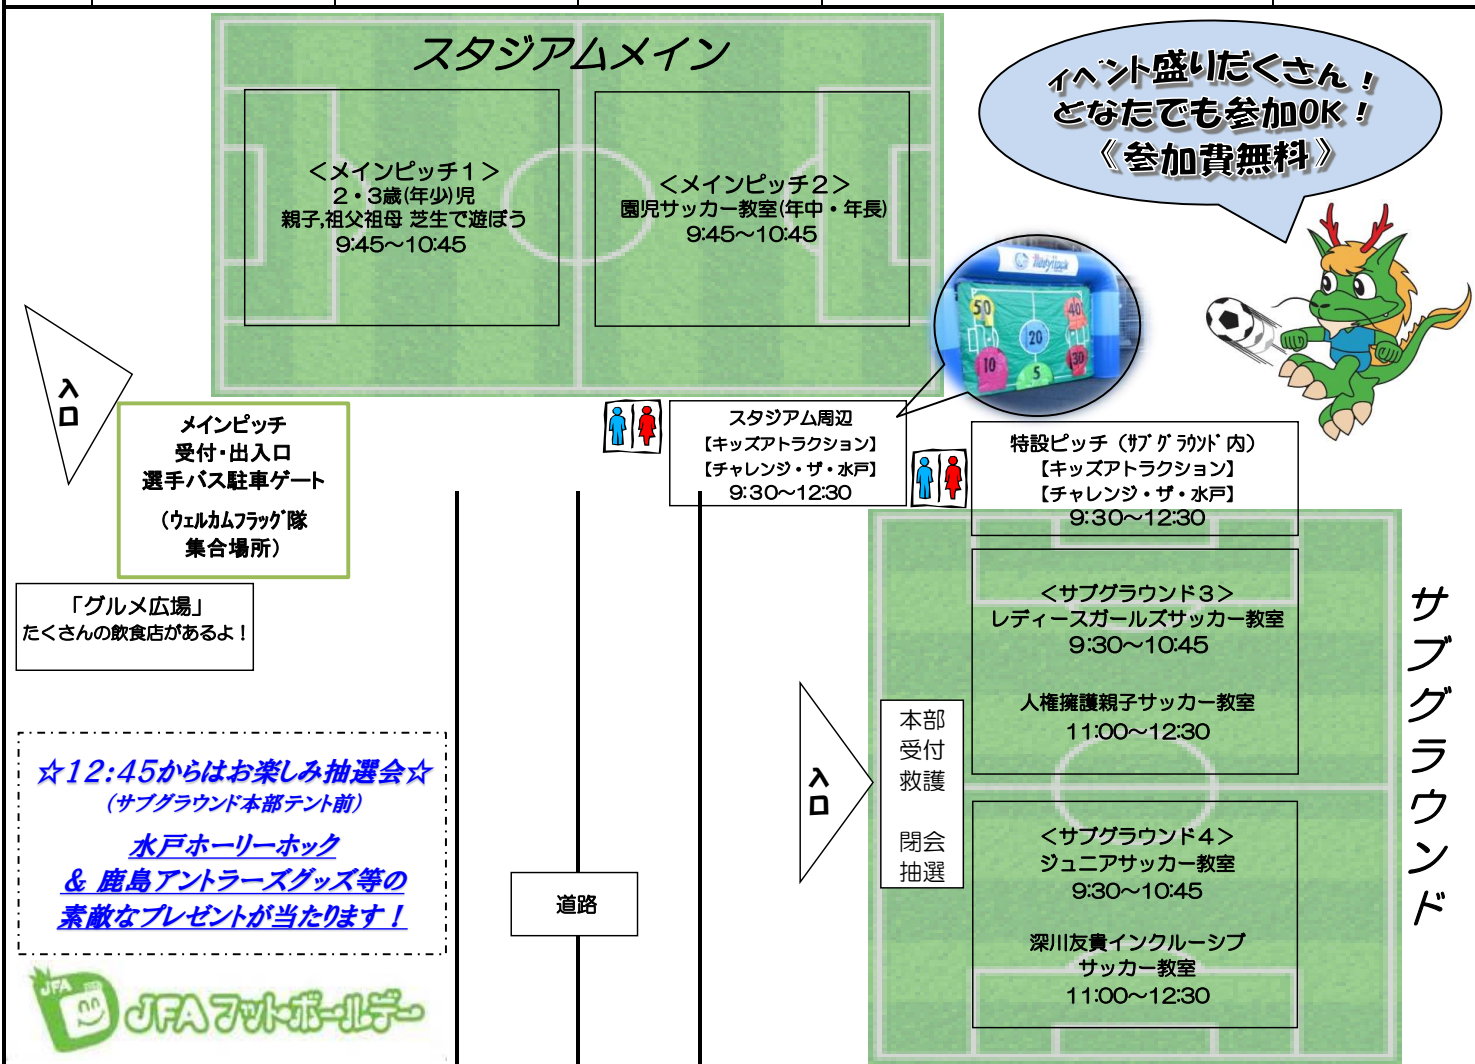 スタジアムメイン
イベント盛りだくさん！
どなたでも参加OK！
《参加費無料》
＜メインピッチ１＞
２・３歳(年少)児
親子,祖父祖母 芝生で遊ぼう
9:45～10:45
＜メインピッチ２＞
園児サッカー教室(年中・年長)
9:45～10:45
50
40
20
10
5
30
入口
メインピッチ
受付・出入口
選手バス駐車ゲート
（ウェルカムフラッグ隊
集合場所）
スタジアム周辺
【キッズアトラクション】
【チャレンジ・ザ・水戸】
9:30～12:30
特設ピッチ（サブグラウンド内）
【キッズアトラクション】
【チャレンジ・ザ・水戸】
9:30～12:30
「グルメ広場」
たくさんの飲食店があるよ！
＜サブグラウンド３＞
レディースガールズサッカー教室
9:30～10:45
人権擁護親子サッカー教室
11:00～12:30
サブグラウンド
入口
本部
受付
救護
閉会
抽選
＜サブグラウンド４＞
ジュニアサッカー教室
9:30～10:45
深川友貴インクルーシブ
サッカー教室
11:00～12:30
☆12:45からはお楽しみ抽選会☆
（サブグラウンド本部テント前）
水戸ホーリーホック
＆ 鹿島アントラーズグッズ等の
素敵なプレゼントが当たります！
道路
JFA
JFAフットボールデー